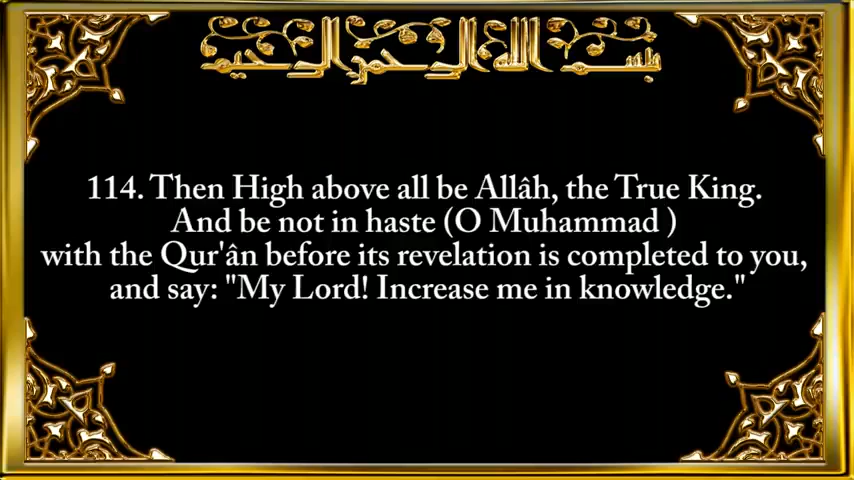 بسم الله الرحمن الرحيم
114. Then High above all be Allâh, the True King.
And be not in haste (O Muhammad )
with the Qur'ân before its revelation is completed to you,
and say: "My Lord! Increase me in knowledge."